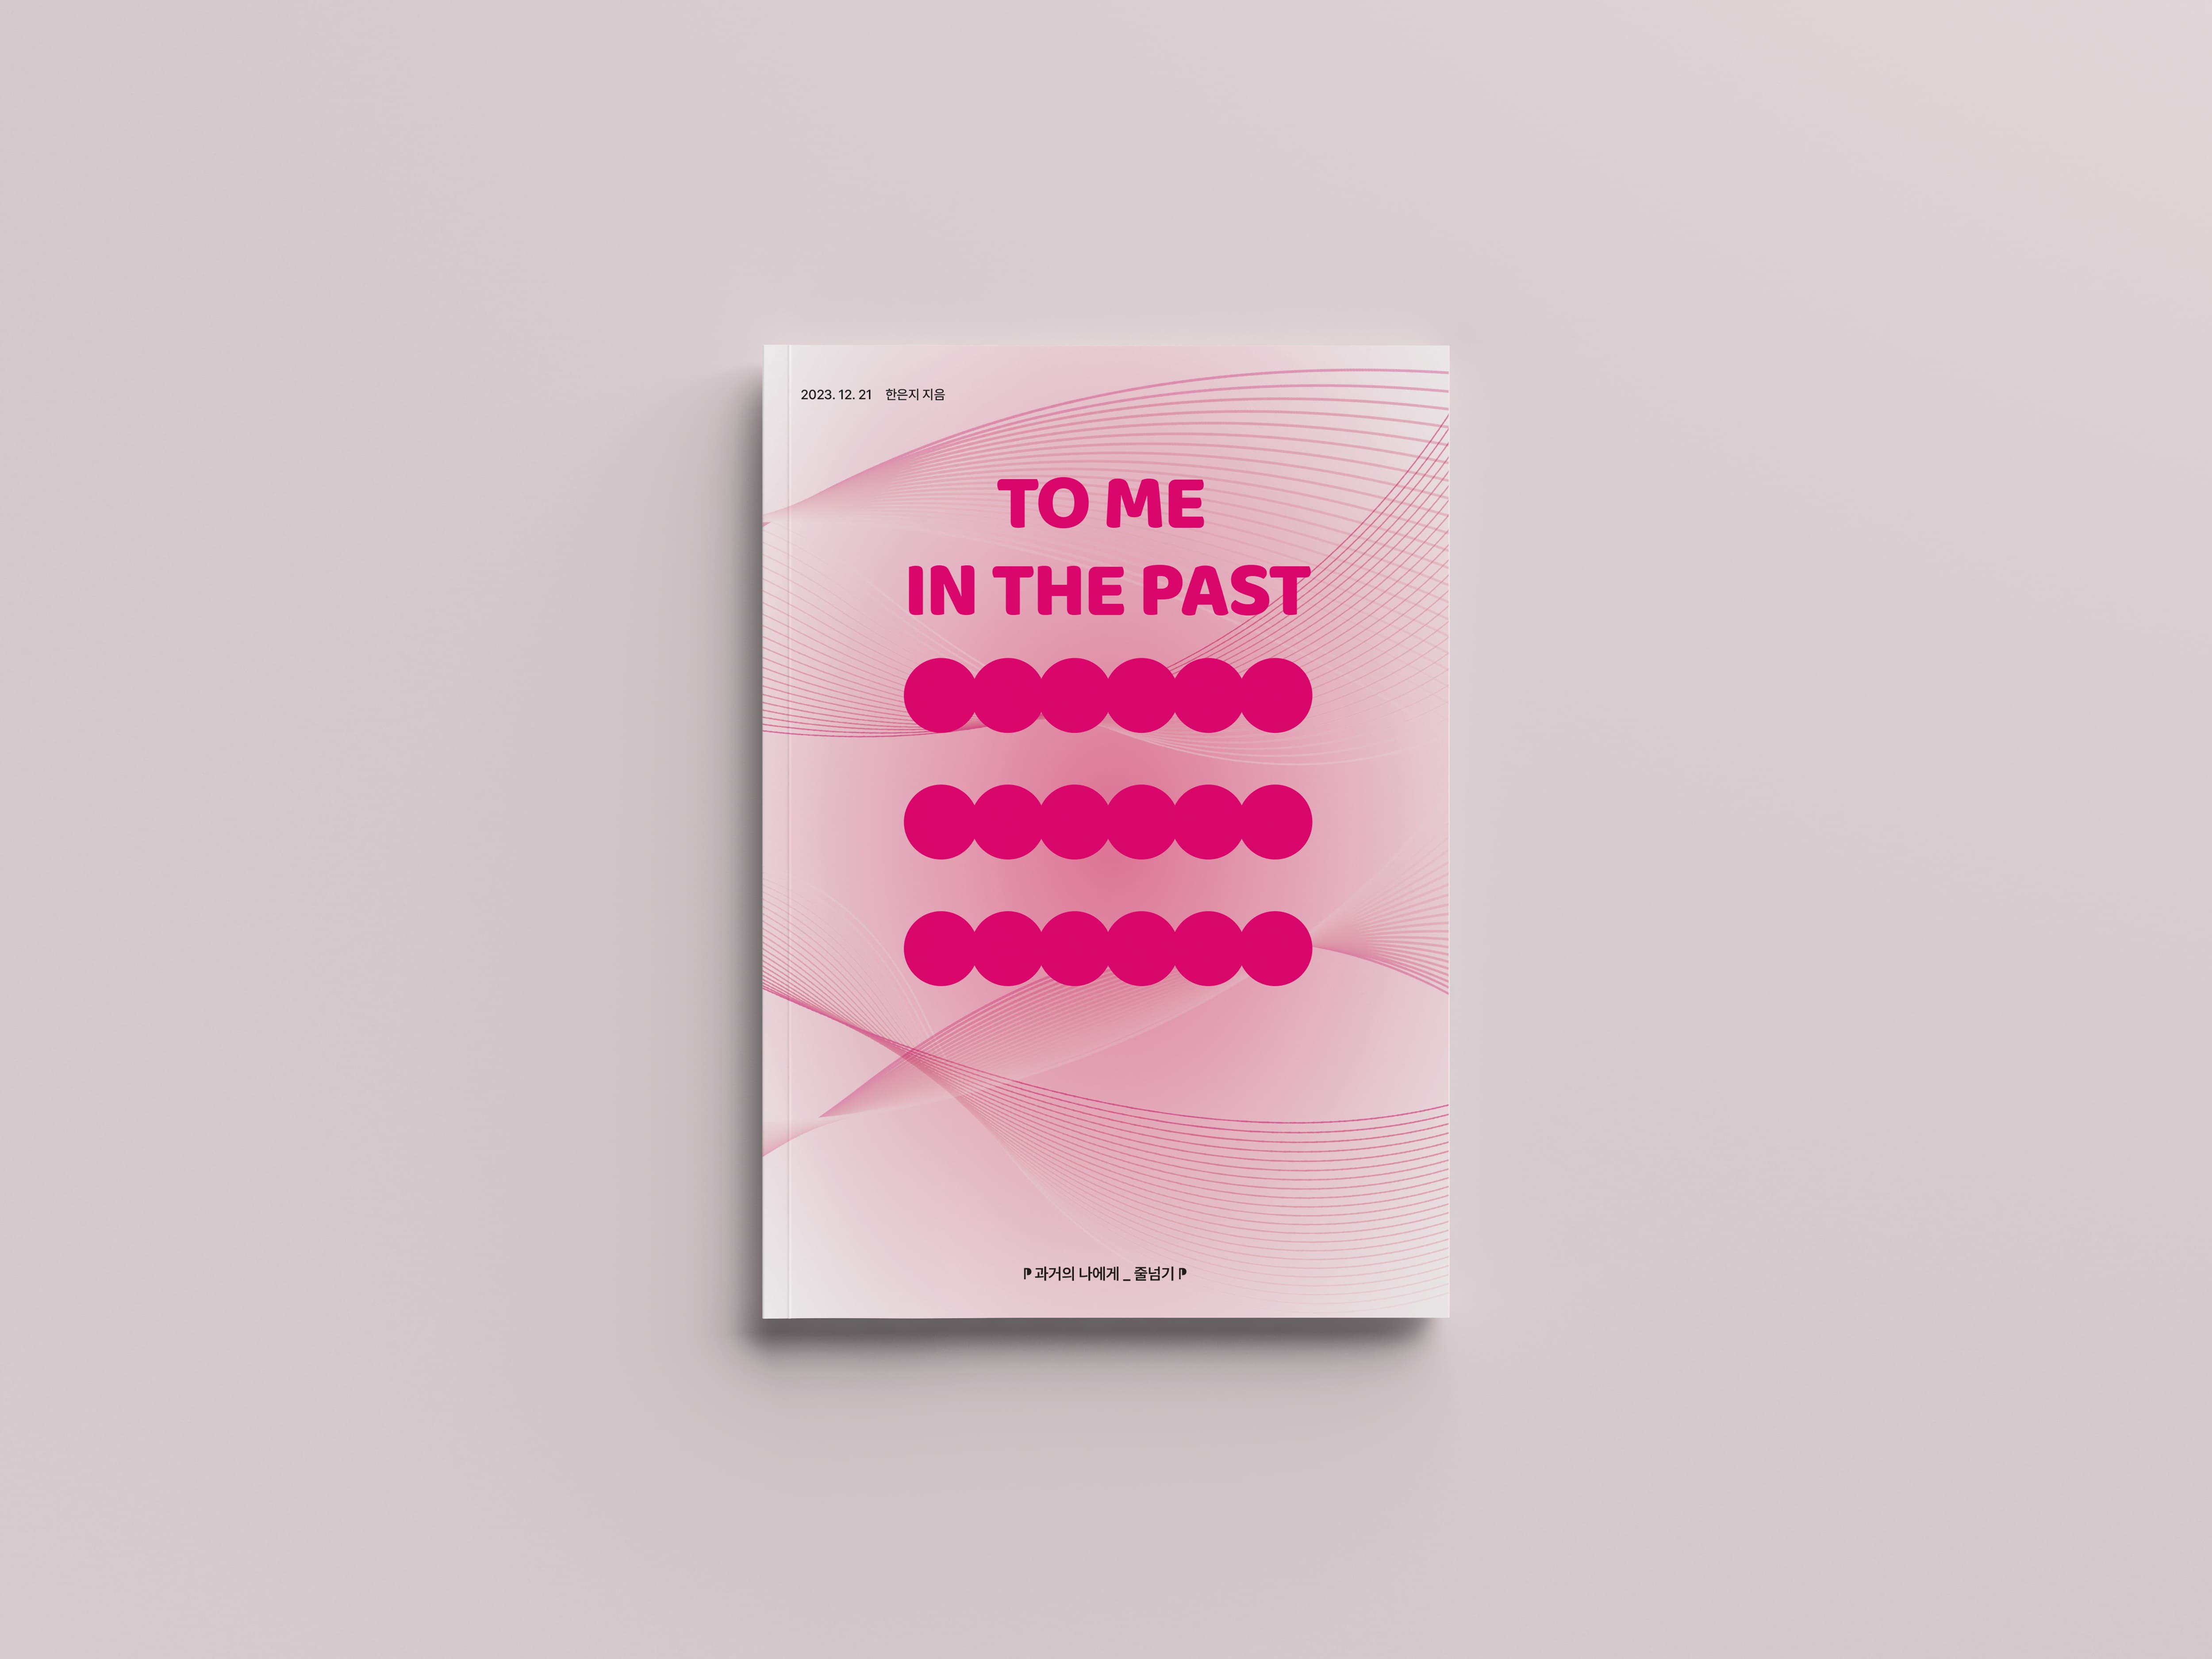 2023. 12. 21 한은지 지음
TO ME
IN THE PAST
과거의 나에게 _ 줄넘기